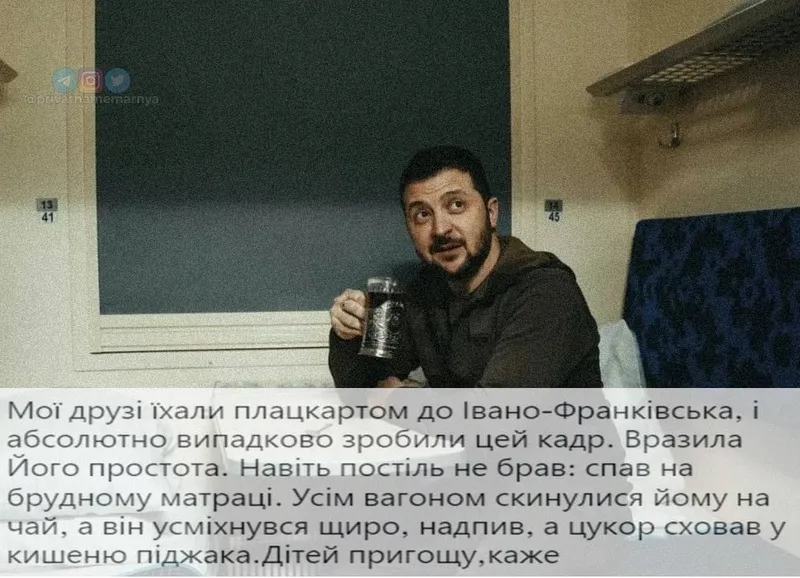 @privatnamemarnya
13
41
14
45
Мої друзі їхали плацкартом до Івано-Франківська, і
абсолютно випадково зробили цей кадр. Вразила
Його простота. Навіть постіль не брав: спав на
брудному матраці. Усім вагоном скинулися йому на
чай, а він усміхнувся щиро, надпив, а цукор сховав у
кишеню піджака.Дітей пригощу,каже